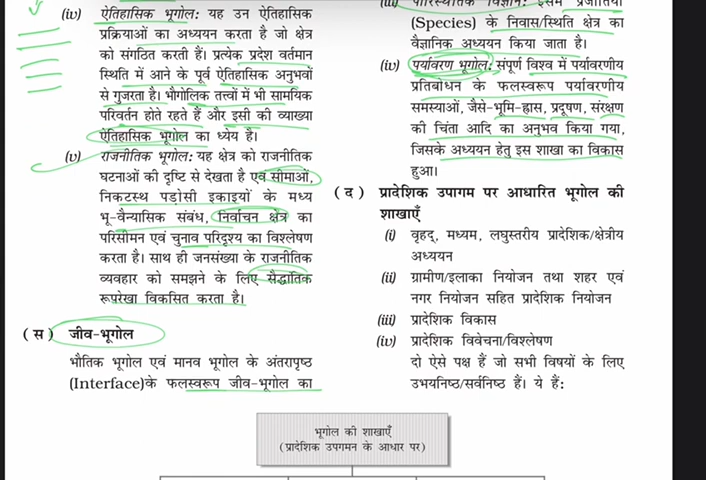 (iv) ऐतिहासिक भूगोल: यह उन ऐतिहासिक
प्रक्रियाओं का अध्ययन करता है जो क्षेत्र
को संगठित करती हैं। प्रत्येक प्रदेश वर्तमान
स्थिति में आने के पूर्व ऐतिहासिक अनुभवों
से गुजरता है। भौगोलिक तत्त्वों में भी सामयिक
परिवर्तन होते रहते हैं और इसी की व्याख्या
ऐतिहासिक भूगोल का ध्येय है।
(v) राजनीतिक भूगोल: यह क्षेत्र को राजनीतिक
घटनाओं की दृष्टि से देखता है एवं सीमाओं,
निकटस्थ पड़ोसी इकाइयों के मध्य
भू-वैन्यासिक संबंध, निर्वाचन क्षेत्र का
परिसीमन एवं चुनाव परिदृश्य का विश्लेषण
करता है। साथ ही जनसंख्या के राजनीतिक
व्यवहार को समझने के लिए सैद्धांतिक
रूपरेखा विकसित करता है।
(स) जीव-भूगोल
भौतिक भूगोल एवं मानव भूगोल के अंतरापृष्ठ
(Interface)के फलस्वरूप जीव-भूगोल का
(iii) पारिस्थैतिक विज्ञान: इसमें प्रजातियों
(Species) के निवास/स्थिति क्षेत्र का
वैज्ञानिक अध्ययन किया जाता है।
(iv) पर्यावरण भूगोल: संपूर्ण विश्व में पर्यावरणीय
प्रतिबोधन के फलस्वरूप पर्यावरणीय
समस्याओं, जैसे-भूमि-ह्रास, प्रदूषण, संरक्षण
की चिंता आदि का अनुभव किया गया,
जिसके अध्ययन हेतु इस शाखा का विकास
हुआ।
(द) प्रादेशिक उपागम पर आधारित भूगोल की
शाखाएँ
(i) वृहद्, मध्यम, लघुस्तरीय प्रादेशिक/क्षेत्रीय
अध्ययन
(ii) ग्रामीण/इलाका नियोजन तथा शहर एवं
नगर नियोजन सहित प्रादेशिक नियोजन
(iii) प्रादेशिक विकास
(iv) प्रादेशिक विवेचना/विश्लेषण
दो ऐसे पक्ष हैं जो सभी विषयों के लिए
उभयनिष्ठ/सर्वनिष्ठ हैं। ये हैं:
भूगोल की शाखाएँ
(प्रादेशिक उपगमन के आधार पर)